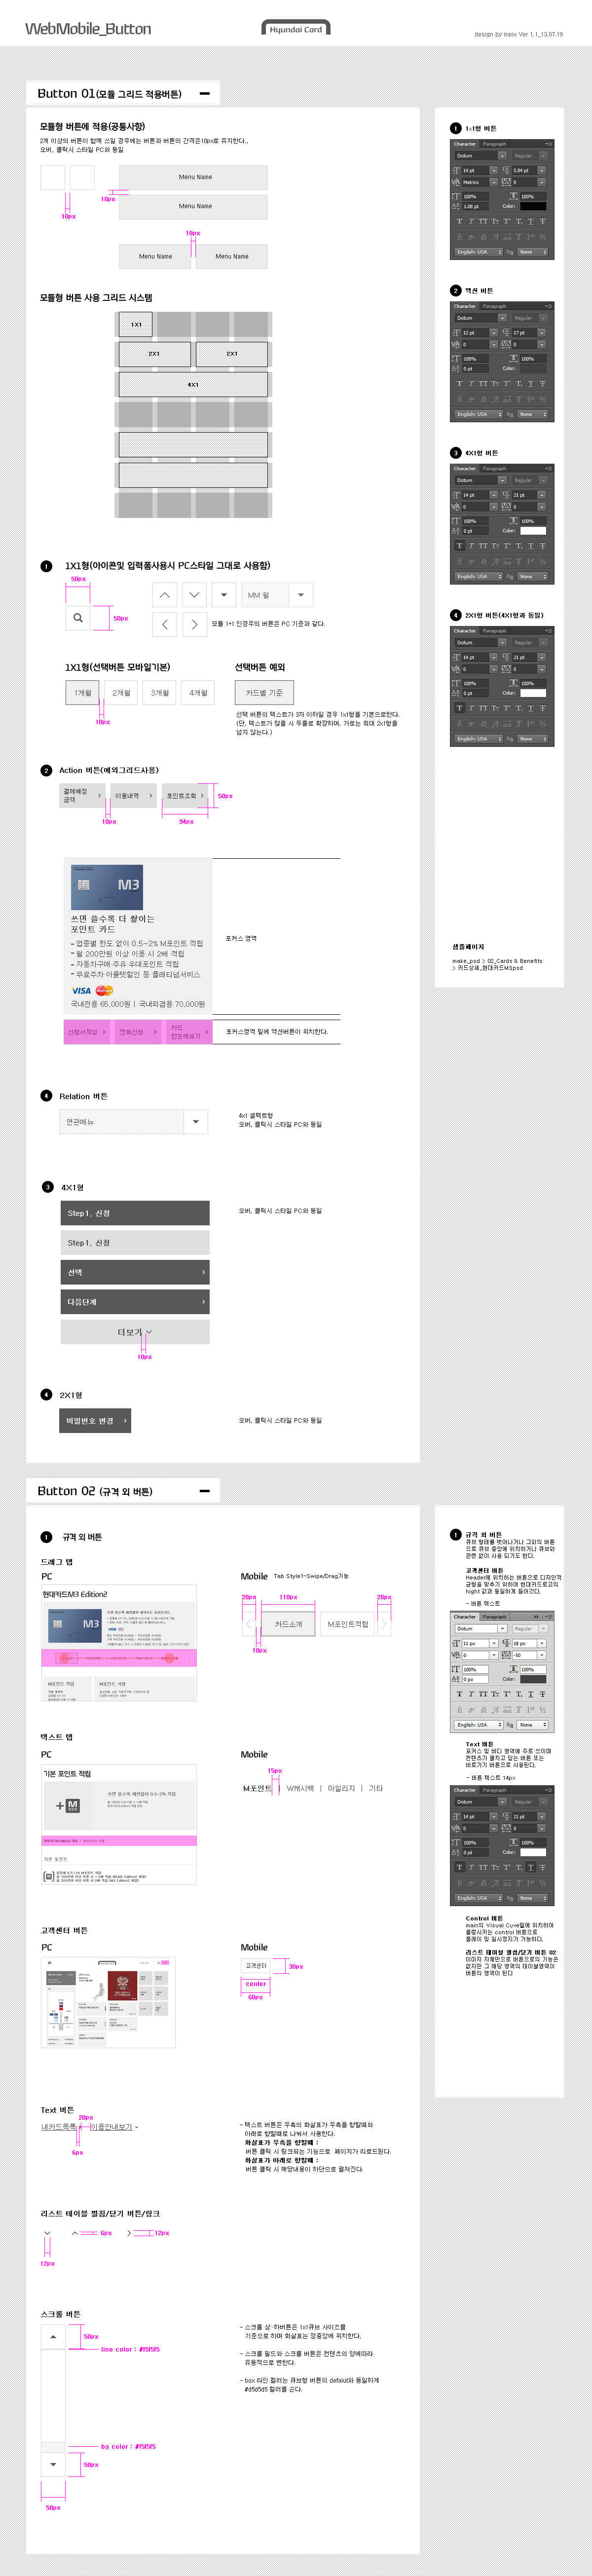 WebMobile_Button
Hyundai Card
design by inpix Ver 1.1_13.07.19
Button 01(모듈 그리드 적용버튼)
모듈형 버튼에 적용(공통사항)
2개 이상의 버튼이 함께 쓰일 경우에는 버튼과 버튼의 간격은10px로 유지한다.,
오버, 클릭시 스타일 PC와 동일
Menu Name
10px
10px
Menu Name
10px
Menu Name
Menu Name
모듈형 버튼 사용 그리드 시스템
1X1
2X1
2X1
4X1
1 1X1형(아이콘및 입력폼사용시 PC스타일 그대로 사용함)
50px
50px
MM 월
모듈 1*1 인경우의 버튼은 PC 기준과 같다.
1X1형(선택버튼 모바일기본)
선택버튼 예외
1개월
2개월
3개월
4개월
카드별 기준
10px
선택 버튼의 텍스트가 3자 이하일 경우 1x1형을 기본으로한다.
(단, 텍스트가 많을 시 두줄로 확장하며, 가로는 최대 2x1형을
넘지 않는다.)
2 Action 버튼(예외그리드사용)
결제예정
금액
이용내역
포인트조회
50px
10px
94px
M3
쓰면 쓸수록 더 쌓이는
포인트 카드
- 업종별 한도 없이 0.5~2% M포인트 적립
- 월 200만원 이상 이용 시 2배 적립
- 자동차구매 주유 우대포인트 적립
- 무료주차 아울렛할인 등 플래티넘서비스
VISA MasterCard
국내전용 65,000원 | 국내외겸용 70,000원
포커스 영역
신청서작성
전화신청
카드
한눈에보기
포커스영역 밑에 액션버튼이 위치한다.
4 Relation 버튼
연관메뉴
4x1 셀렉트형
오버, 클릭시 스타일 PC와 동일
3 4X1형
Step1. 신청
오버, 클릭시 스타일 PC와 동일
Step1. 신청
선택
다음단계
더보기
10px
4 2X1형
비밀번호 변경
오버, 클릭시 스타일 PC와 동일
1 1x1형 버튼
Character Paragraph
Dotum Regular
14 pt 5.04 pt
Metrics 0
100% 100%
1.08 pt Color:
English: USA None
2 액션 버튼
Character Paragraph
Dotum Regular
12 pt 17 pt
0 0
100% 100%
0 pt Color:
English: USA None
3 4X1형 버튼
Character Paragraph
Dotum Regular
14 pt 21 pt
0 0
100% 100%
0 pt Color:
English: USA None
4 2X1형 버튼(4X1형과 동일)
Character Paragraph
Dotum Regular
14 pt 21 pt
0 0
100% 100%
0 pt Color:
English: USA None
샘플페이지
make_psd > 02_Cards & Benefits
> 카드상세_현대카드M3.psd
Button 02 (규격 외 버튼)
1 규격 외 버튼
드래그 탭
PC
현대카드M3 Edition2
Mobile Tab Style1-Swipe/Drag기능
20px
110px
20px
카드소개
M포인트적립
10px
텍스트 탭
PC
기본 포인트 적립
Mobile
15px
M포인트 | W캐시백 | 마일리지 | 기타
고객센터 버튼
PC
Mobile
고객센터
30px
center
60px
Text 버튼
20px
내카드목록
이용안내보기
6px
- 텍스트 버튼은 우측의 화살표가 우측을 향할때와
아래로 향할때로 나눠서 사용한다.
화살표가 우측을 향할때 :
버튼 클릭 시 링크되는 기능으로 페이지가 리로드된다.
화살표가 아래로 향할때 :
버튼 클릭 시 해당내용이 하단으로 펼쳐진다.
리스트 테이블 펼침/닫기 버튼/링크
6px
12px
12px
스크롤 버튼
50px
line color : #f5f5f5
bg color : #f5f5f5
50px
50px
- 스크롤 상·하버튼은 1x1큐브 사이즈를
기준으로 하며 화살표는 정중앙에 위치한다.
- 스크롤 필드와 스크롤 버튼은 컨텐츠의 양에따라
유동적으로 변한다.
- box 라인 컬러는 큐브형 버튼의 defalut와 동일하게
#d5d5d5 컬러를 쓴다.
1 규격 외 버튼
큐브 형태를 벗어나거나 그외의 버튼
으로 큐브 중앙에 위치하거나 큐브와
관련 없이 사용 되기도 한다.
고객센터 버튼
Header에 위치하는 버튼으로 디자인적
균형을 맞추기 위하여 현대카드로고의
hight 값과 동일하게 들어간다.
- 버튼 텍스트
Character Paragraph
Dotum Regular
11 px 18 px
0 -50
100% 100%
0 px Color:
English: USA None
Text 버튼
포커스 및 바디 영역에 주로 쓰이며
컨텐츠가 펼치고 닫는 버튼 또는
바로가기 버튼으로 사용된다.
- 버튼 텍스트 14px
Character Paragraph
Dotum Regular
14 pt 21 pt
0 0
100% 100%
0 pt Color:
English: USA None
Control 버튼
main의 Visual Cuve밑에 위치하며
롤링시키는 control 버튼으로
플레이 및 일시정지가 가능하다.
리스트 테이블 펼침/닫기 버튼 02
이미지 자체만으로 버튼으로의 기능은
없지만 그 해당 영역의 테이블영역이
버튼의 영역이 된다